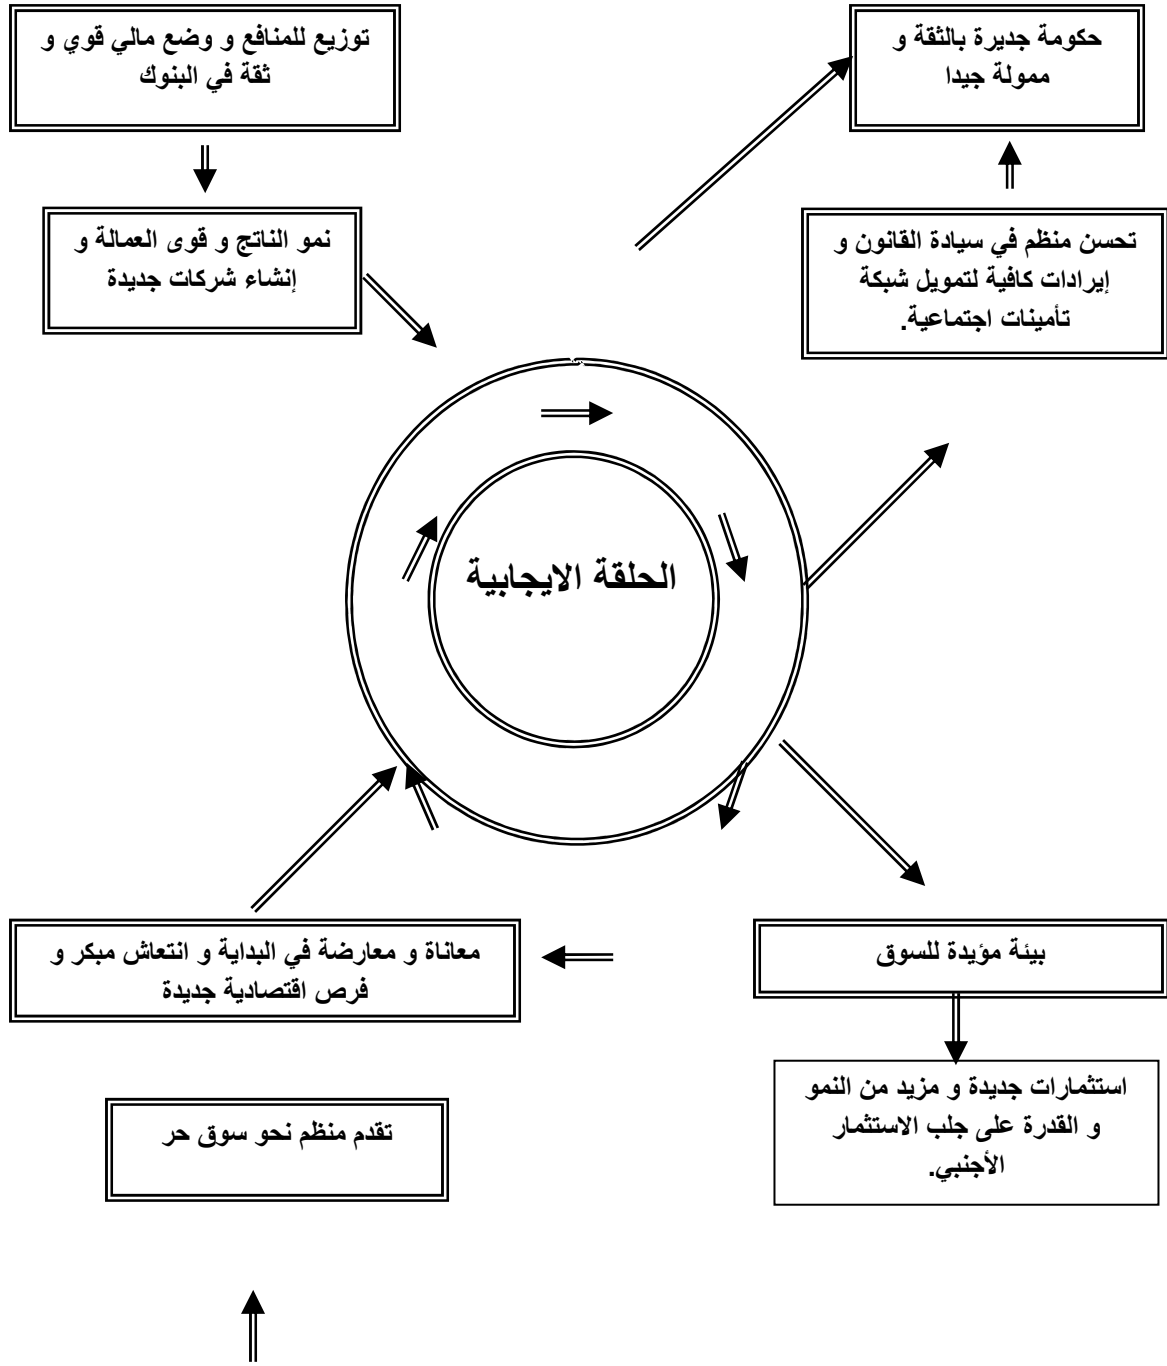 حكومة جديرة بالثقة و
ممولة جيدا
توزيع للمنافع و وضع مالي قوي و
ثقة في البنوك
تحسن منظم في سيادة القانون و
إيرادات كافية لتمويل شبكة
تأمينات اجتماعية.
نمو الناتج و قوى العمالة و
إنشاء شركات جديدة
الحلقة الايجابية
بيئة مؤيدة للسوق
معاناة و معارضة في البداية و انتعاش مبكر و
فرص اقتصادية جديدة
استثمارات جديدة و مزيد من النمو
و القدرة على جلب الاستثمار
الأجنبي.
تقدم منظم نحو سوق حر